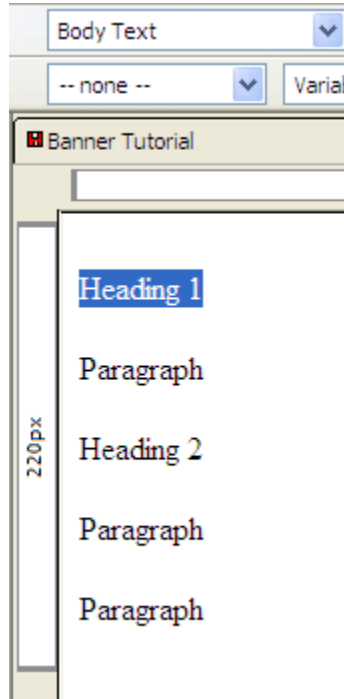 Body Text
-- none -- Varial
Banner Tutorial
220px
Heading 1
Paragraph
Heading 2
Paragraph
Paragraph